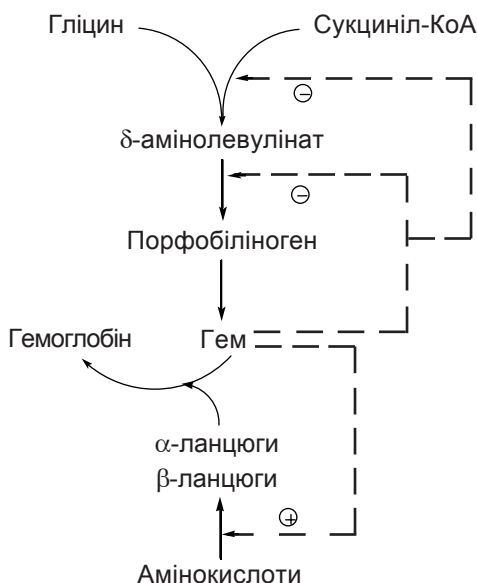 Гліцин
Сукциніл-КоА
⊖
δ-амінолевулінат
⊖
Порфобіліноген
Гемоглобін
Гем
α-ланцюги
β-ланцюги
⊕
Амінокислоти